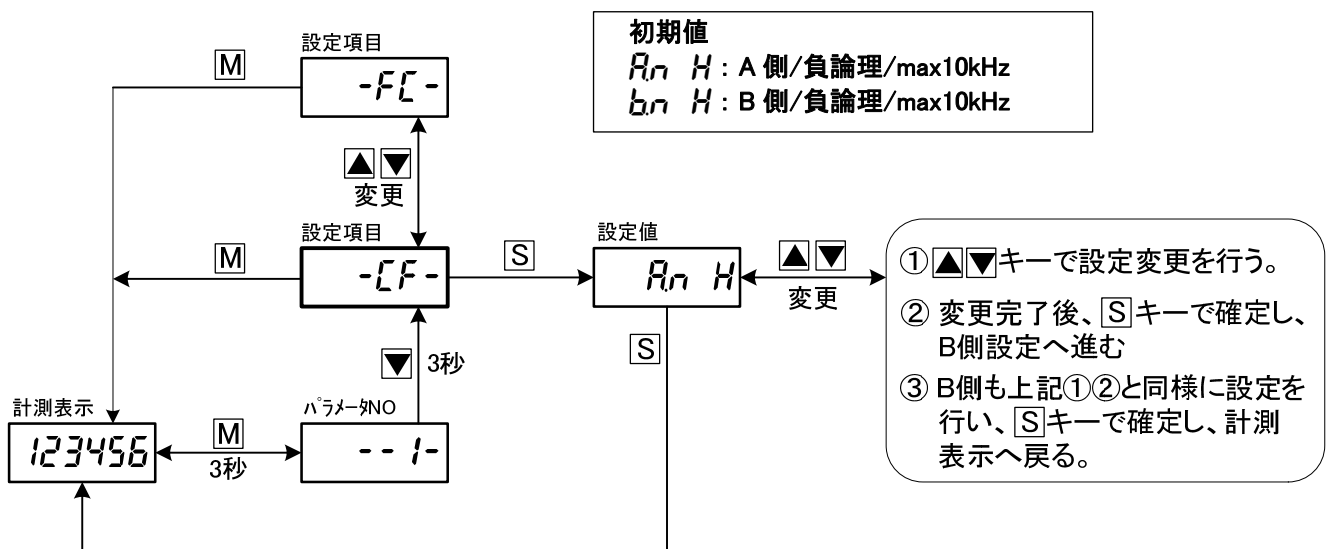 初期値
A.n H : A 側/負論理/max10kHz
b.n H : B 側/負論理/max10kHz
設定項目
M
-FC-
▲▼
変更
設定項目
M
-CF-
S
設定値
A.n H
▲▼
変更
①▲▼キーで設定変更を行う。
② 変更完了後、Sキーで確定し、
B側設定へ進む
③ B側も上記①②と同様に設定を
行い、Sキーで確定し、計測
表示へ戻る。
S
▼ 3秒
計測表示
123456
M
3秒
パラメータNO
--1-